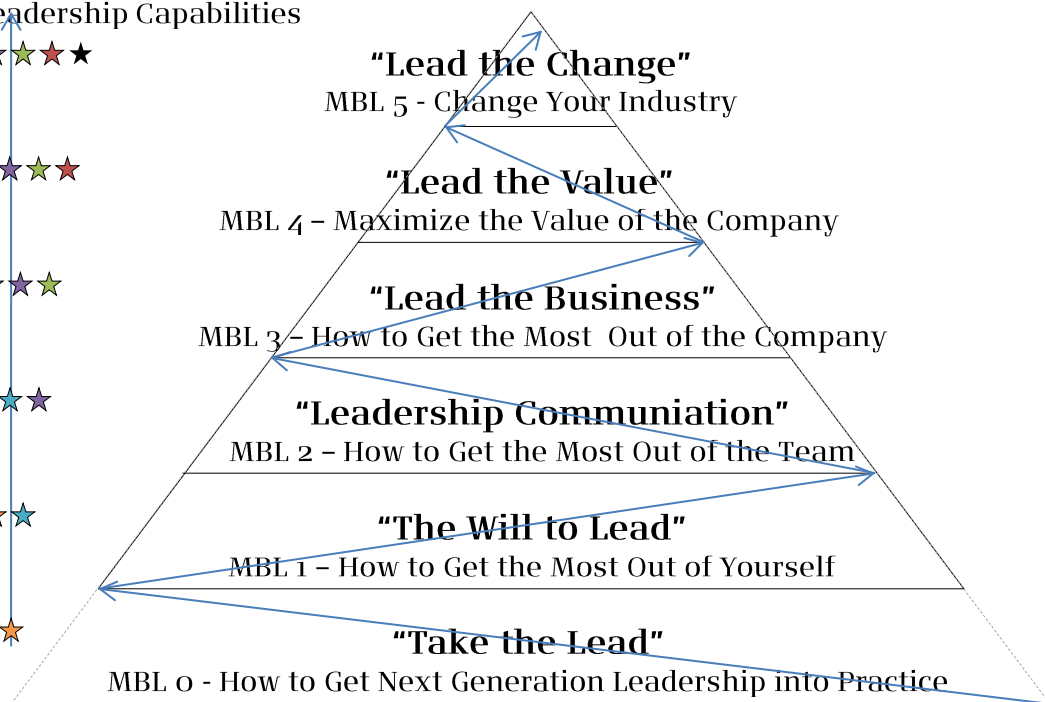 eadership Capabilities
“Lead the Change”
MBL 5 - Change Your Industry
“Lead the Value”
MBL 4 – Maximize the Value of the Company
“Lead the Business”
MBL 3 – How to Get the Most  Out of the Company
“Leadership Communiation”
MBL 2 – How to Get the Most Out of the Team
“The Will to Lead”
MBL 1 – How to Get the Most Out of Yourself
“Take the Lead”
MBL 0 - How to Get Next Generation Leadership into Practice